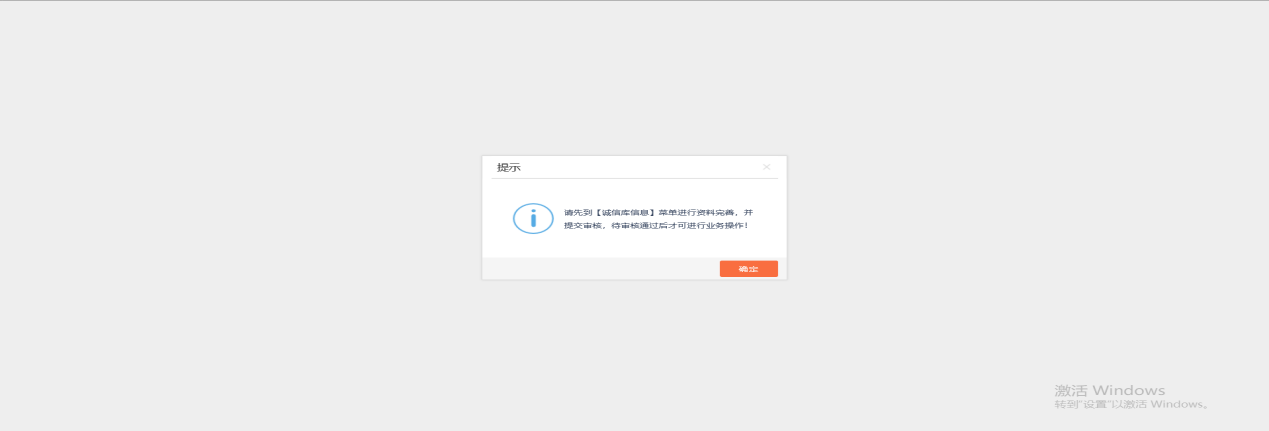 提示
请先到【诚信库信息】菜单进行资料完善，并
提交审核，待审核通过后才可进行业务操作！
确定
激活 Windows
转到"设置"以激活 Windows。